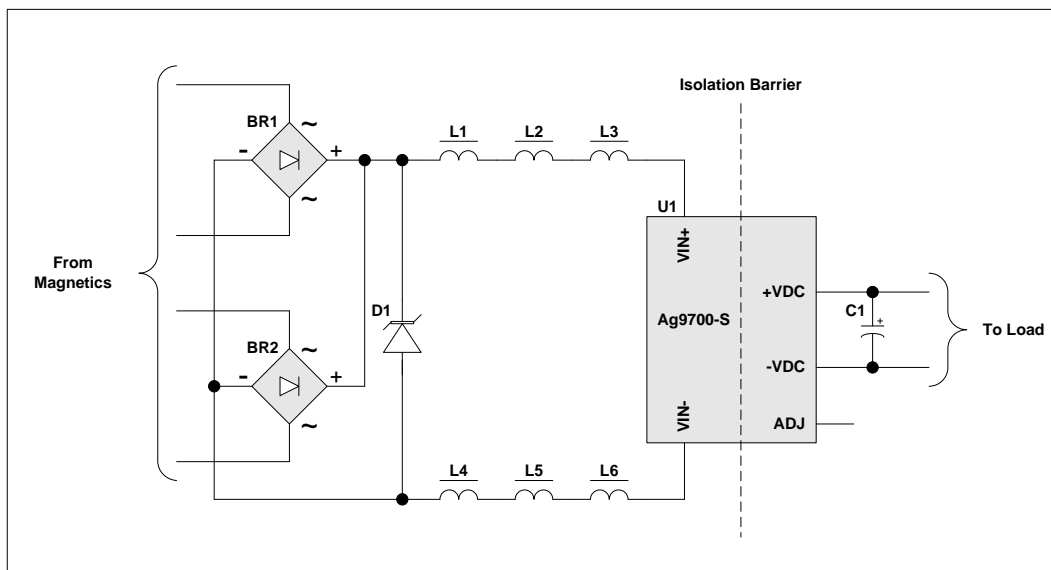 Isolation Barrier
BR1
~
L1
L2
L3
-
+
~
U1
VIN+
From
Magnetics
+VDC
D1
Ag9700-S
C1
+
To Load
BR2
~
-
+
-VDC
~
VIN-
ADJ
L4
L5
L6